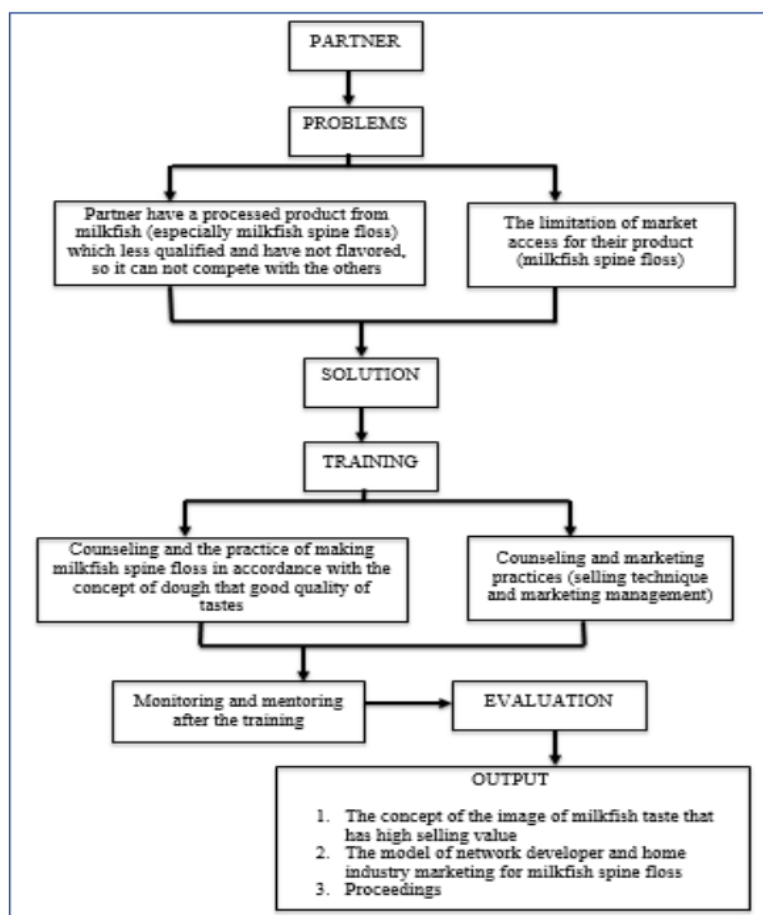 PARTNER
PROBLEMS
Partner have a processed product from
milkfish (especially milkfish spine floss)
which less qualified and have not flavored,
so it can not compete with the others
The limitation of market
access for their product
(milkfish spine floss)
SOLUTION
TRAINING
Counseling and the practice of making
milkfish spine floss in accordance with the
concept of dough that good quality of
tastes
Counseling and marketing
practices (selling technique
and marketing management)
Monitoring and mentoring
after the training
EVALUATION
OUTPUT
1. The concept of the image of milkfish taste that
has high selling value
2. The model of network developer and home
industry marketing for milkfish spine floss
3. Proceedings